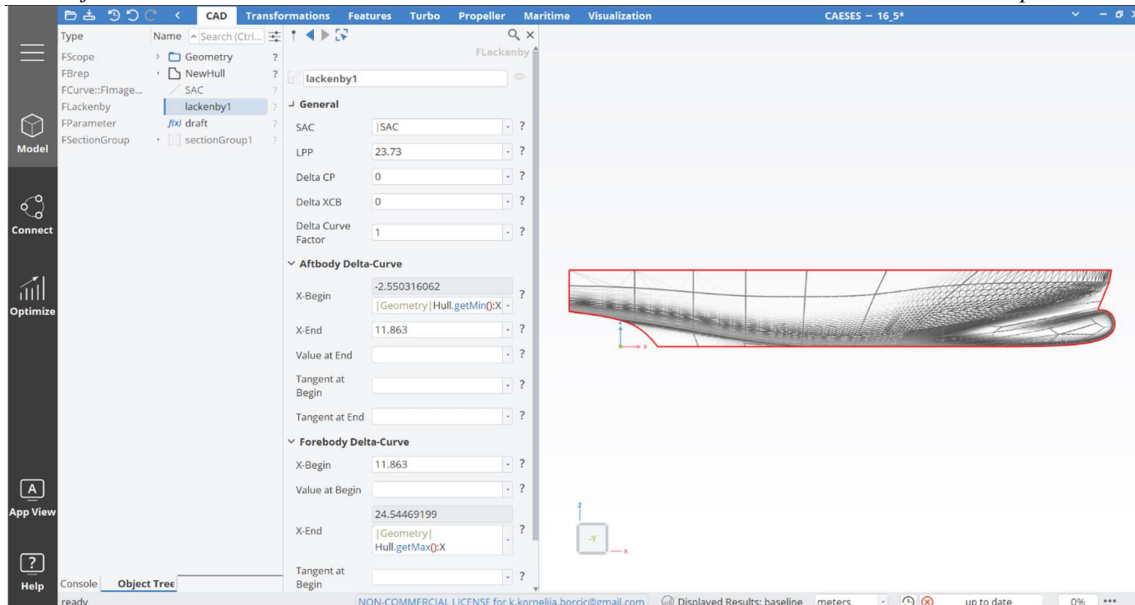 CAD Transformations Features Turbo Propeller Maritime Visualization CAESES − 16_5*
Type Name Search (Ctrl...
FScope Geometry ?
FBrep NewHull ?
FCurve::FImage... SAC ?
FLackenby lackenby1 ?
FParameter f(x) draft ?
FSectionGroup sectionGroup1 ?
Model
Connect
Optimize
A
App View
?
Help
Console Object Tree
ready
FLackenby
lackenby1
General
SAC |SAC ?
LPP 23.73 ?
Delta CP 0 ?
Delta XCB 0 ?
Delta Curve
Factor 1 ?
Aftbody Delta-Curve
-2.550316062
X-Begin ?
|Geometry|Hull.getMin():X
X-End 11.863 ?
Value at End ?
Tangent at
Begin ?
Tangent at End ?
Forebody Delta-Curve
X-Begin 11.863 ?
Value at Begin ?
24.54469199
X-End |Geometry| ?
Hull.getMax():X
Tangent at
Begin ?
z
x
z
-Y
x
NON-COMMERCIAL LICENSE for k.kornelija.borcic@gmail.com Displayed Results: baseline meters up to date 0%